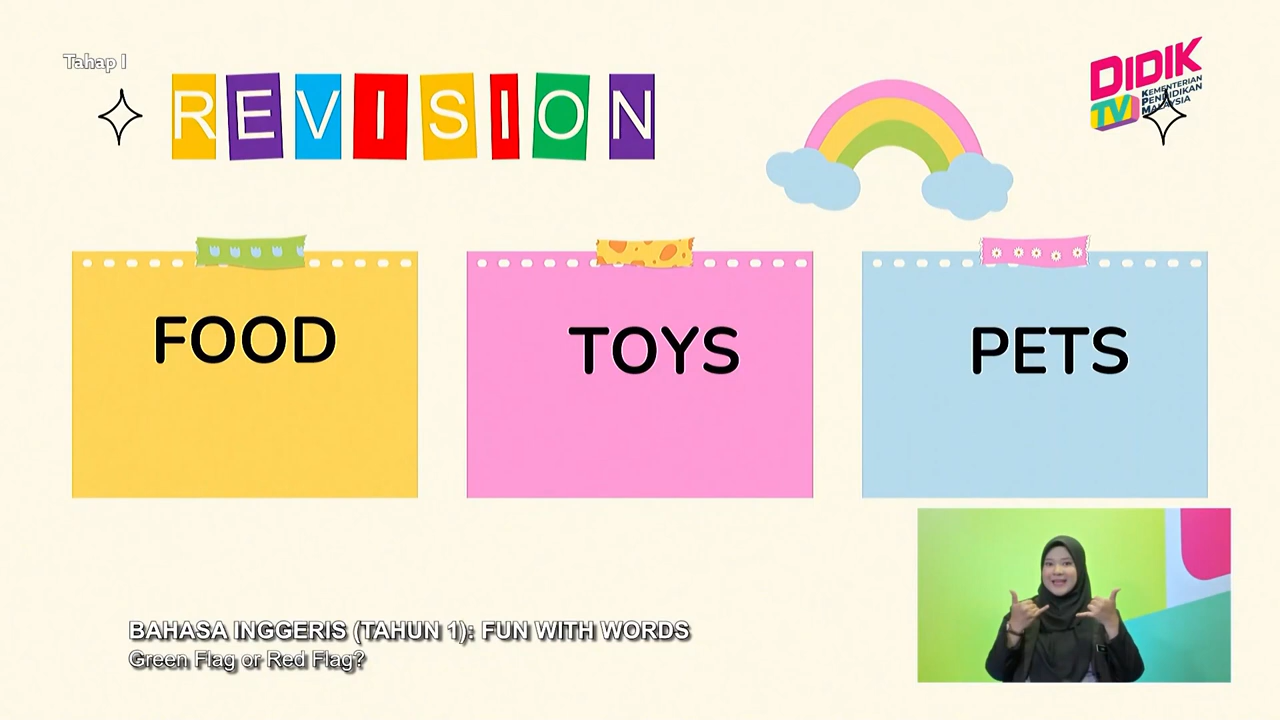 Tahap I
REVISION
DIDIK
TV
KEMENTERIAN
PENDIDIKAN
MALAYSIA
FOOD
TOYS
PETS
BAHASA INGGERIS (TAHUN 1): FUN WITH WORDS
Green Flag or Red Flag?